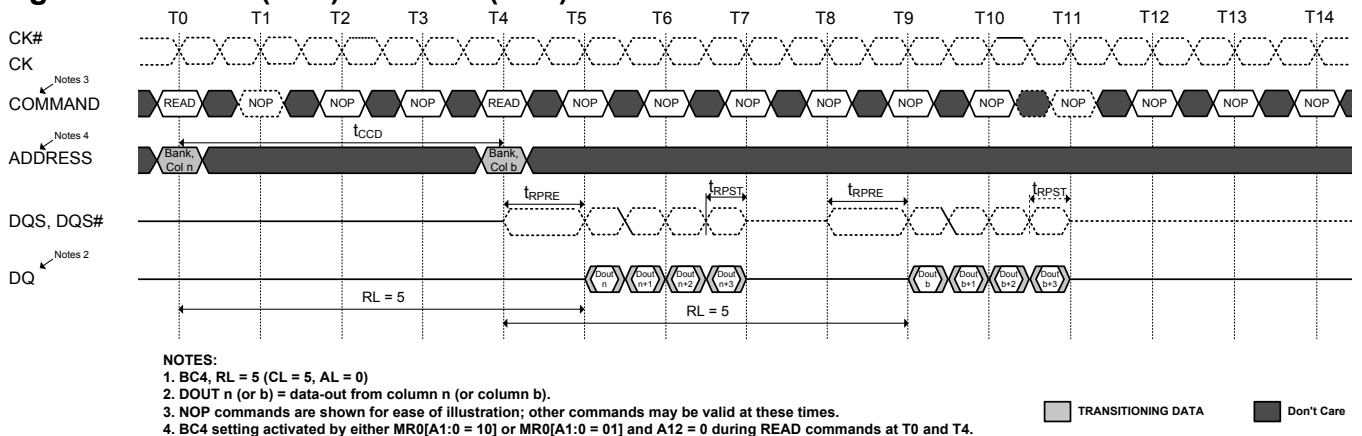 T0 T1 T2 T3 T4 T5 T6 T7 T8 T9 T10 T11 T12 T13 T14
CK#
CK
Notes 3
COMMAND READ NOP NOP NOP READ NOP NOP NOP NOP NOP NOP NOP NOP NOP NOP
tCCD
Notes 4
ADDRESS Bank, Col n Bank, Col b
tRPRE tRPST tRPRE tRPST
DQS, DQS#
Notes 2
DQ Dout n Dout n+1 Dout n+2 Dout n+3 Dout b Dout b+1 Dout b+2 Dout b+3
RL = 5
RL = 5
NOTES:
1. BC4, RL = 5 (CL = 5, AL = 0)
2. DOUT n (or b) = data-out from column n (or column b).
3. NOP commands are shown for ease of illustration; other commands may be valid at these times.
4. BC4 setting activated by either MR0[A1:0 = 10] or MR0[A1:0 = 01] and A12 = 0 during READ commands at T0 and T4.
TRANSITIONING DATA Don't Care